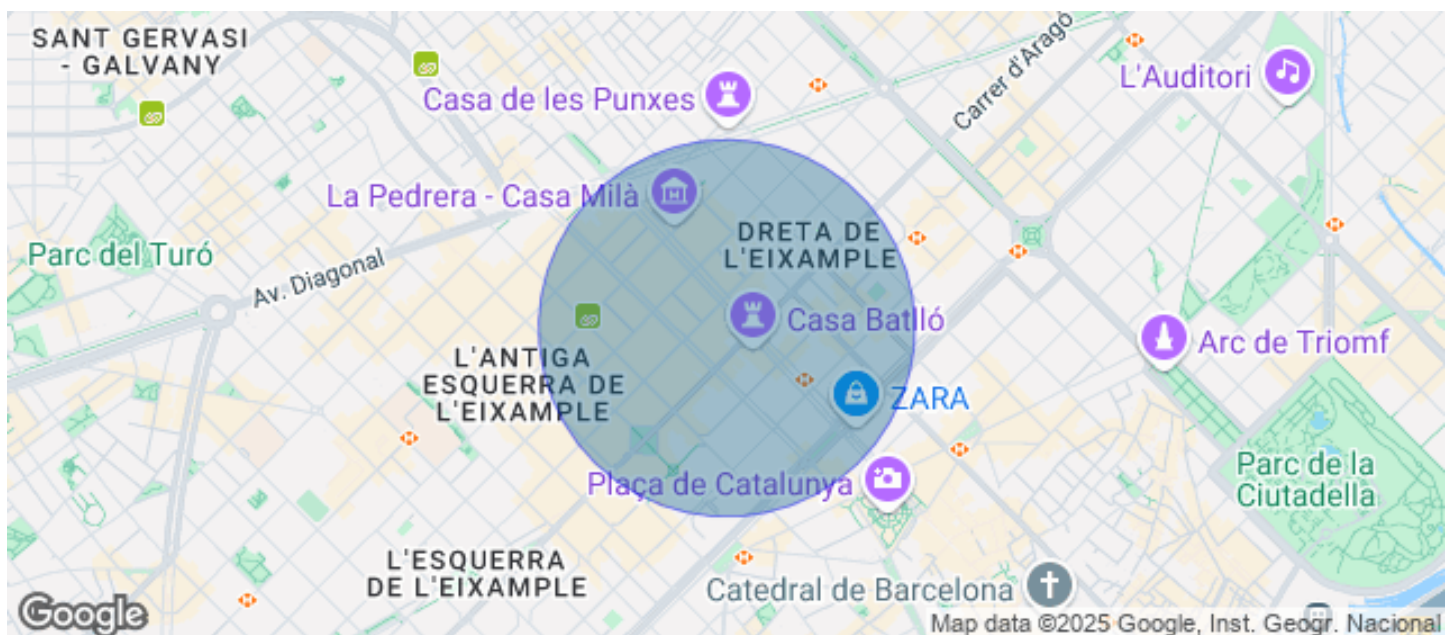 SANT GERVASI
- GALVANY
Casa de les Punxes
Carrer d'Aragó
L'Auditori
La Pedrera - Casa Milà
DRETA DE
L'EIXAMPLE
Parc del Turó
Av. Diagonal
Casa Batlló
Arc de Triomf
L'ANTIGA
ESQUERRA DE
L'EIXAMPLE
ZARA
Plaça de Catalunya
Parc de la
Ciutadella
L'ESQUERRA
DE L'EIXAMPLE
Catedral de Barcelona
Google
Map data ©2025 Google, Inst. Geogr. Nacional